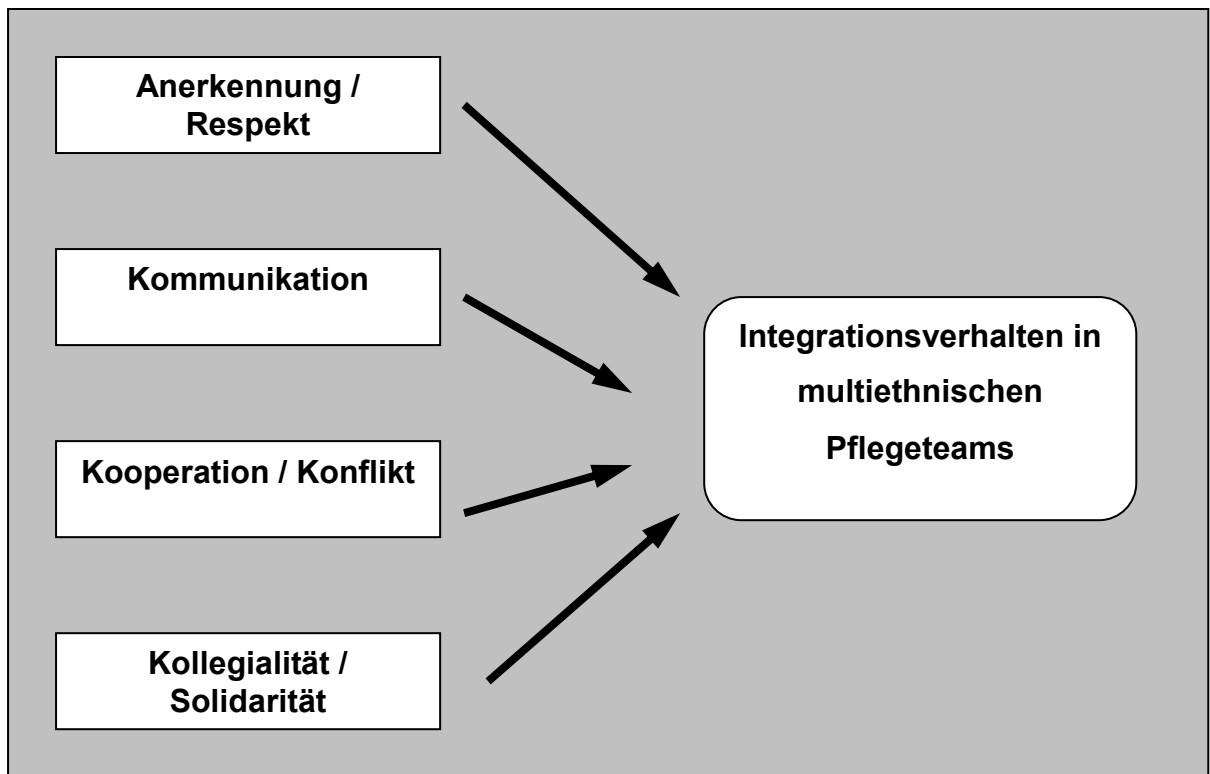 Anerkennung /
Respekt
Kommunikation
Kooperation / Konflikt
Kollegialität /
Solidarität
Integrationsverhalten in
multiethnischen
Pflegeteams